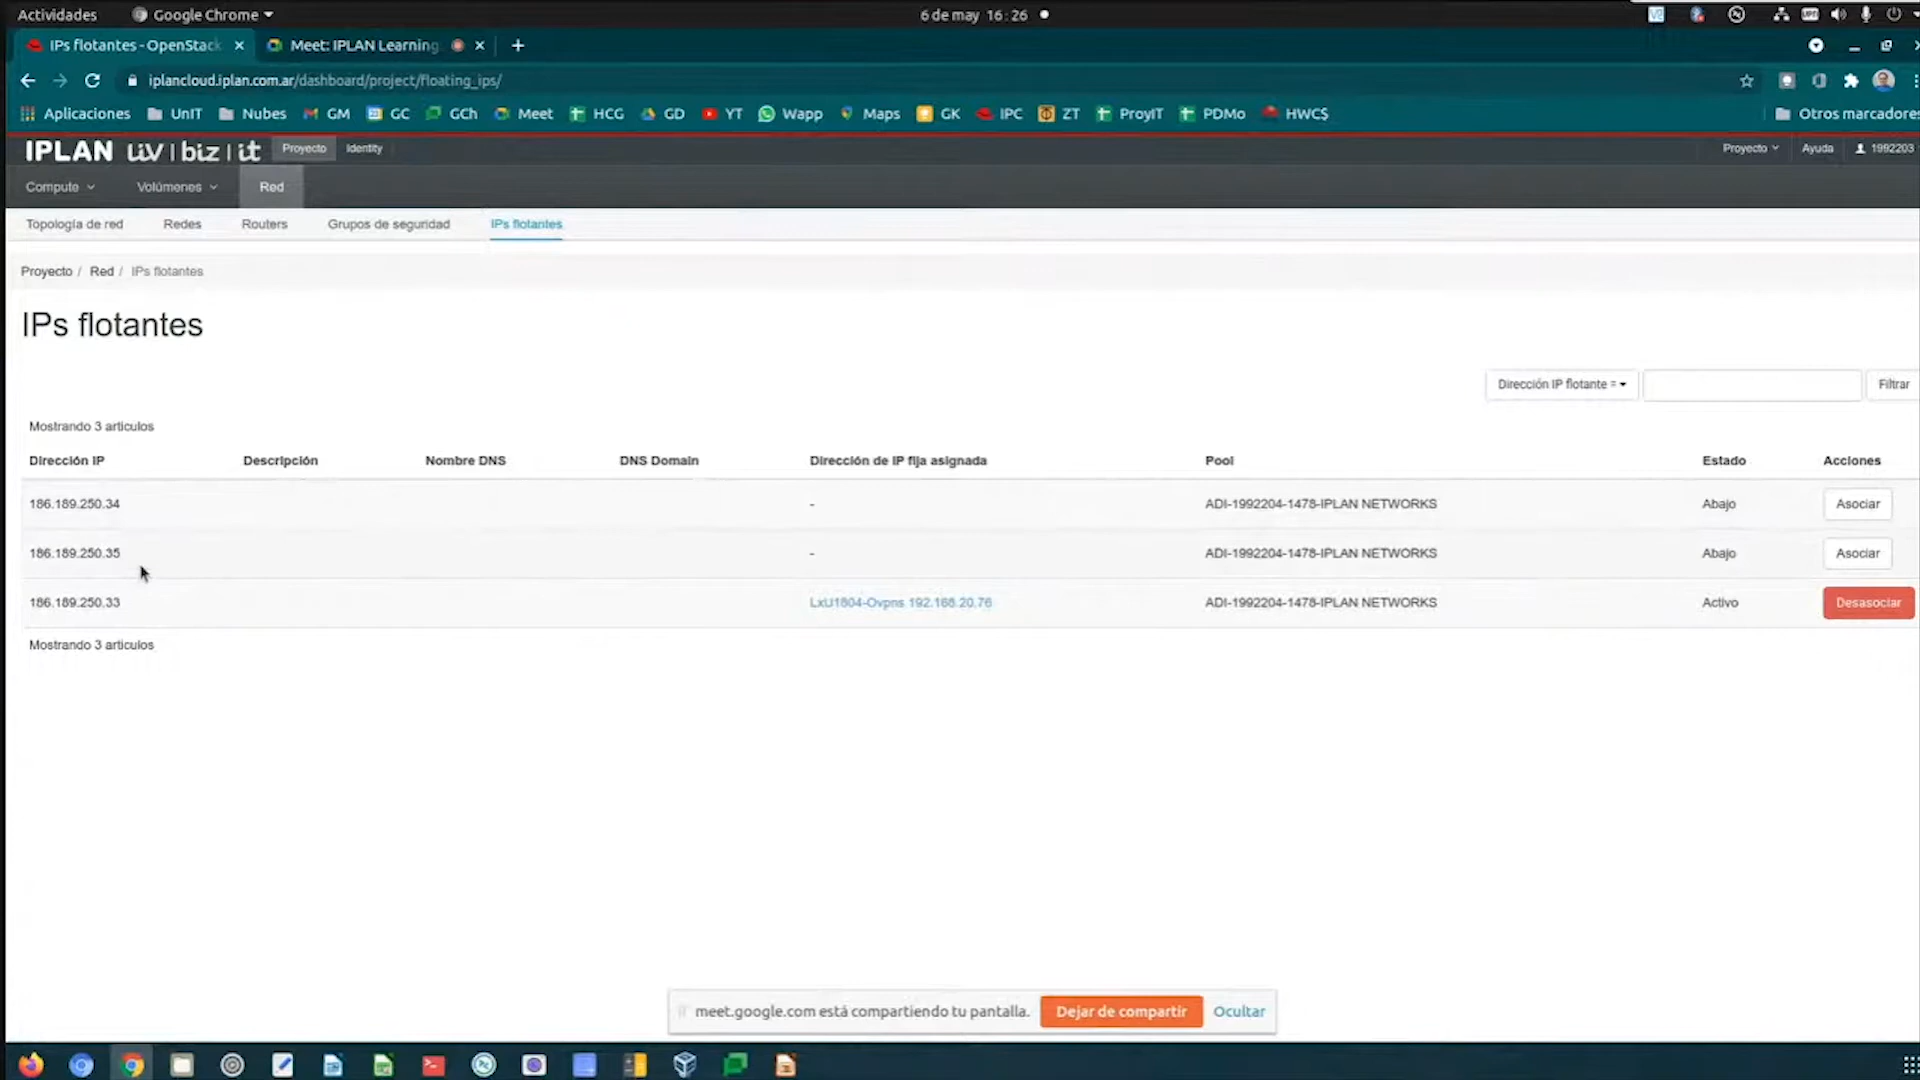 Actividades Google Chrome 6 de may 16:26
IPs flotantes - OpenStack Meet: IPLAN Learning
iplancloud.iplan.com.ar/dashboard/project/floating_ips/
Aplicaciones UnIT Nubes GM GC GCh Meet HCG GD YT Wapp Maps GK IPC ZT ProyIT PDMo HWC$ Otros marcadores
IPLAN liv | biz | it Proyecto Identity Proyecto Ayuda 1992203
Compute Volúmenes Red
Topología de red Redes Routers Grupos de seguridad IPs flotantes
Proyecto / Red / IPs flotantes
IPs flotantes
Dirección IP flotante = Filtrar
Mostrando 3 articulos
Dirección IP Descripción Nombre DNS DNS Domain Dirección de IP fija asignada Pool Estado Acciones
186.189.250.34 - ADI-1992204-1478-IPLAN NETWORKS Abajo Asociar
186.189.250.35 - ADI-1992204-1478-IPLAN NETWORKS Abajo Asociar
186.189.250.33 LxU1804-Ovpns 192.168.20.76 ADI-1992204-1478-IPLAN NETWORKS Activo Desasociar
Mostrando 3 articulos
meet.google.com está compartiendo tu pantalla. Dejar de compartir Ocultar